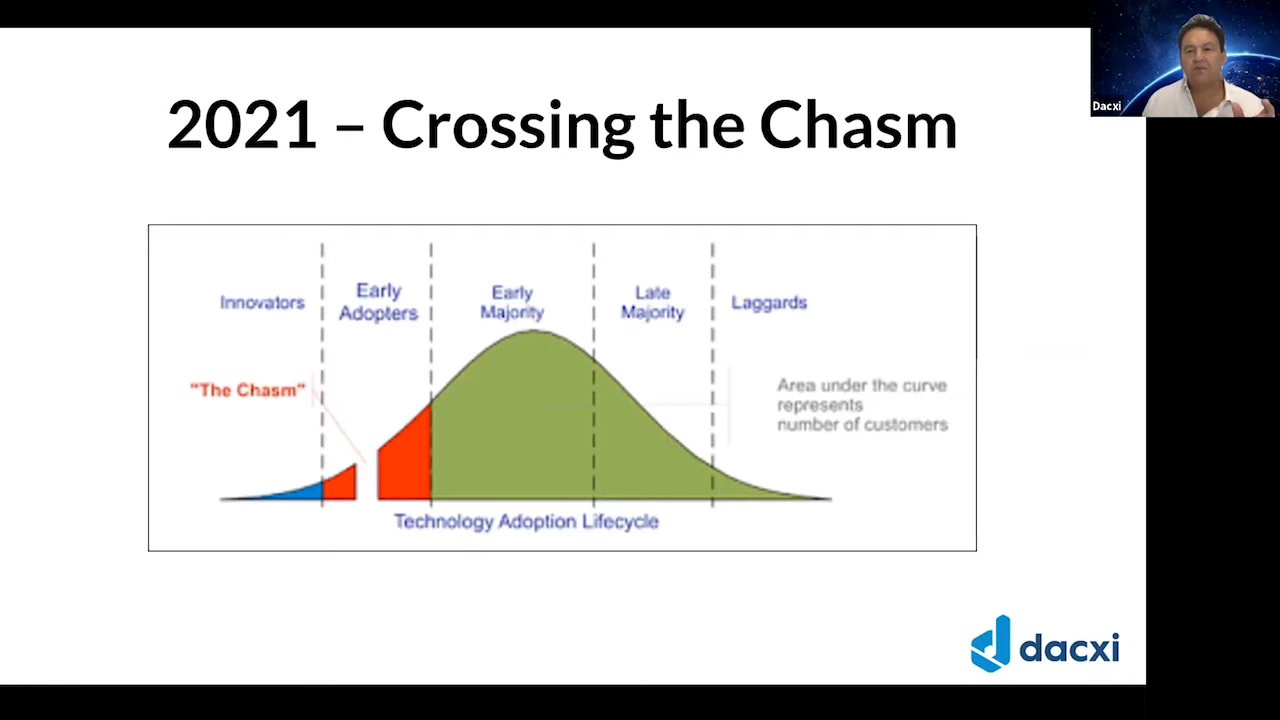 2021 – Crossing the Chasm
Dacxi
Innovators
Early
Adopters
Early
Majority
Late
Majority
Laggards
"The Chasm"
Area under the curve
represents
number of customers
Technology Adoption Lifecycle
dacxi